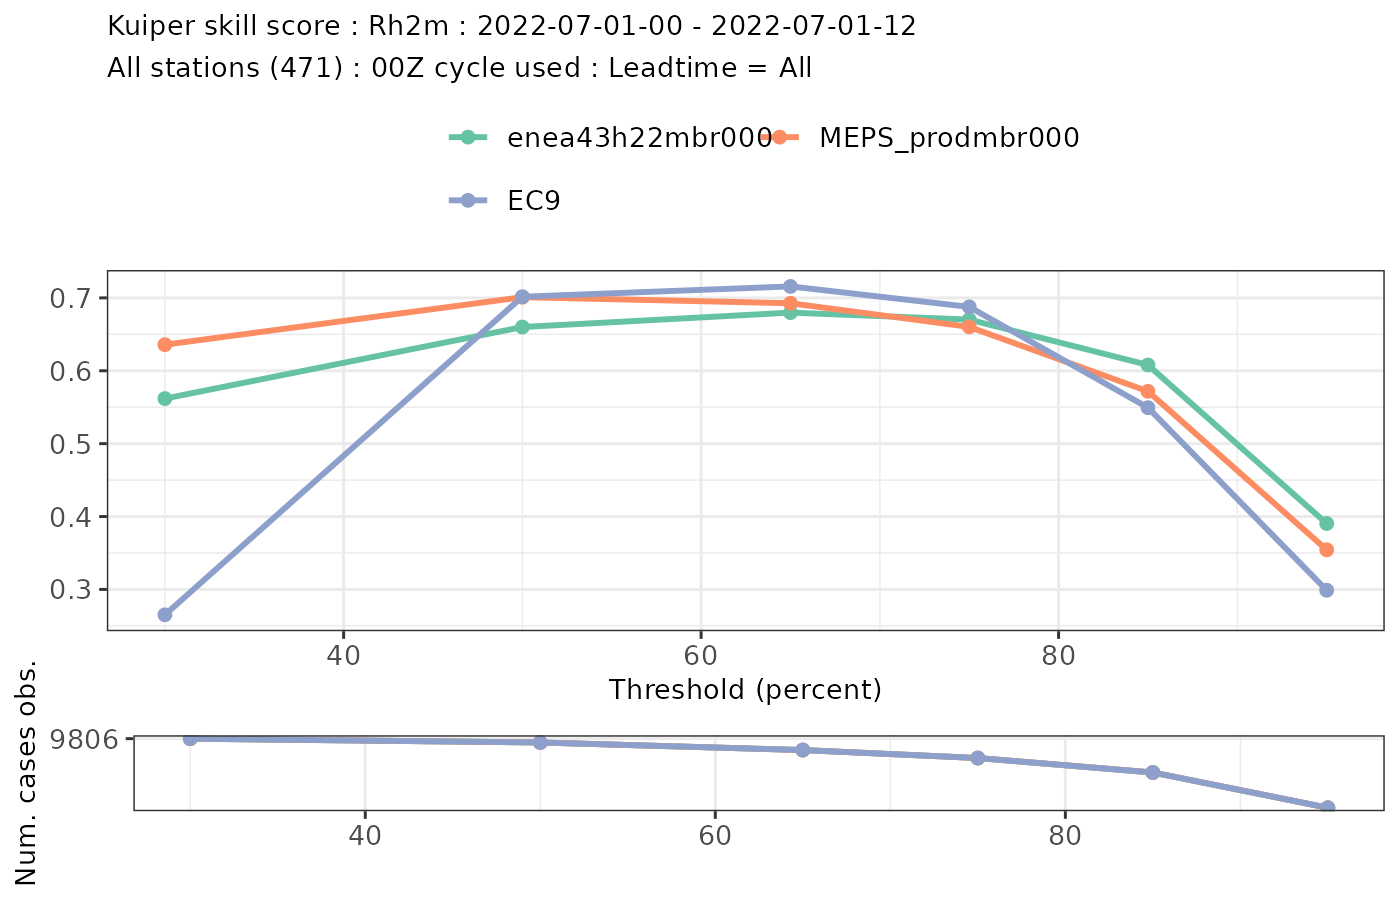 Kuiper skill score : Rh2m : 2022-07-01-00 - 2022-07-01-12
All stations (471) : 00Z cycle used : Leadtime = All
enea43h22mbr000 MEPS_prodmbr000
EC9
0.7
0.6
0.5
0.4
0.3
40 60 80
Threshold (percent)
Num. cases obs.
9806
40 60 80